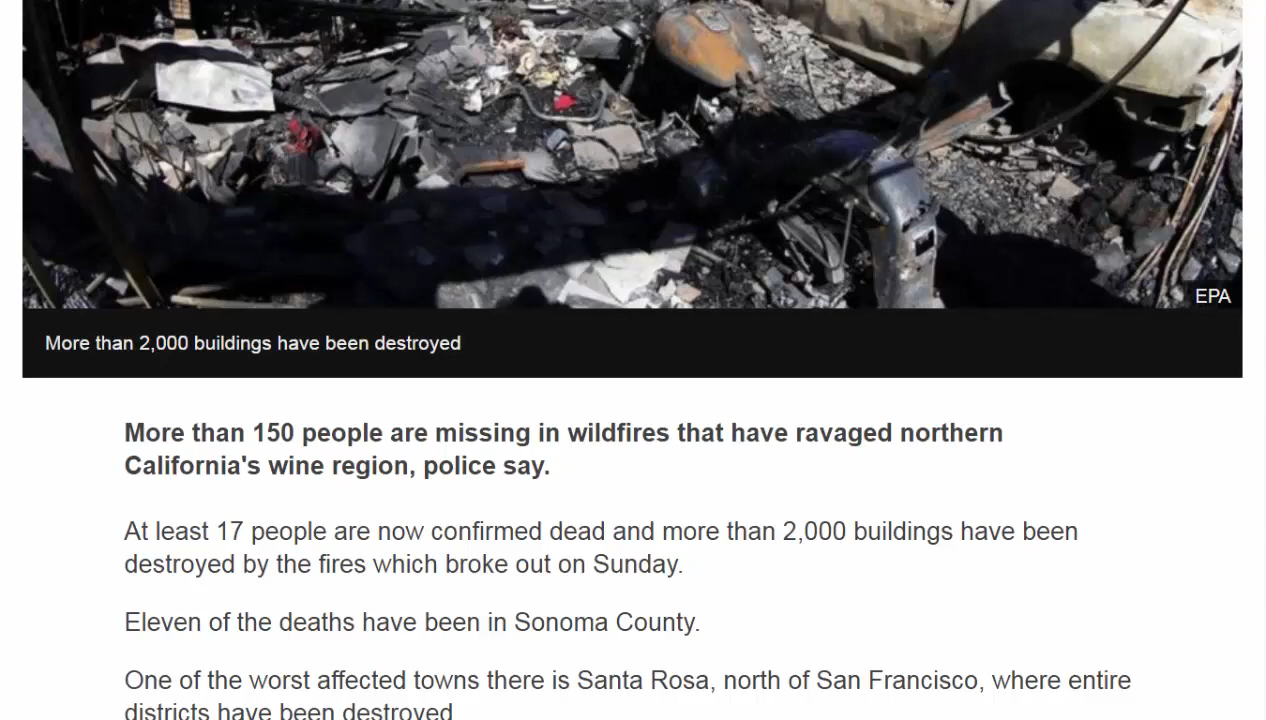 EPA
More than 2,000 buildings have been destroyed
More than 150 people are missing in wildfires that have ravaged northern
California's wine region, police say.
At least 17 people are now confirmed dead and more than 2,000 buildings have been
destroyed by the fires which broke out on Sunday.
Eleven of the deaths have been in Sonoma County.
One of the worst affected towns there is Santa Rosa, north of San Francisco, where entire
districts have been destroyed